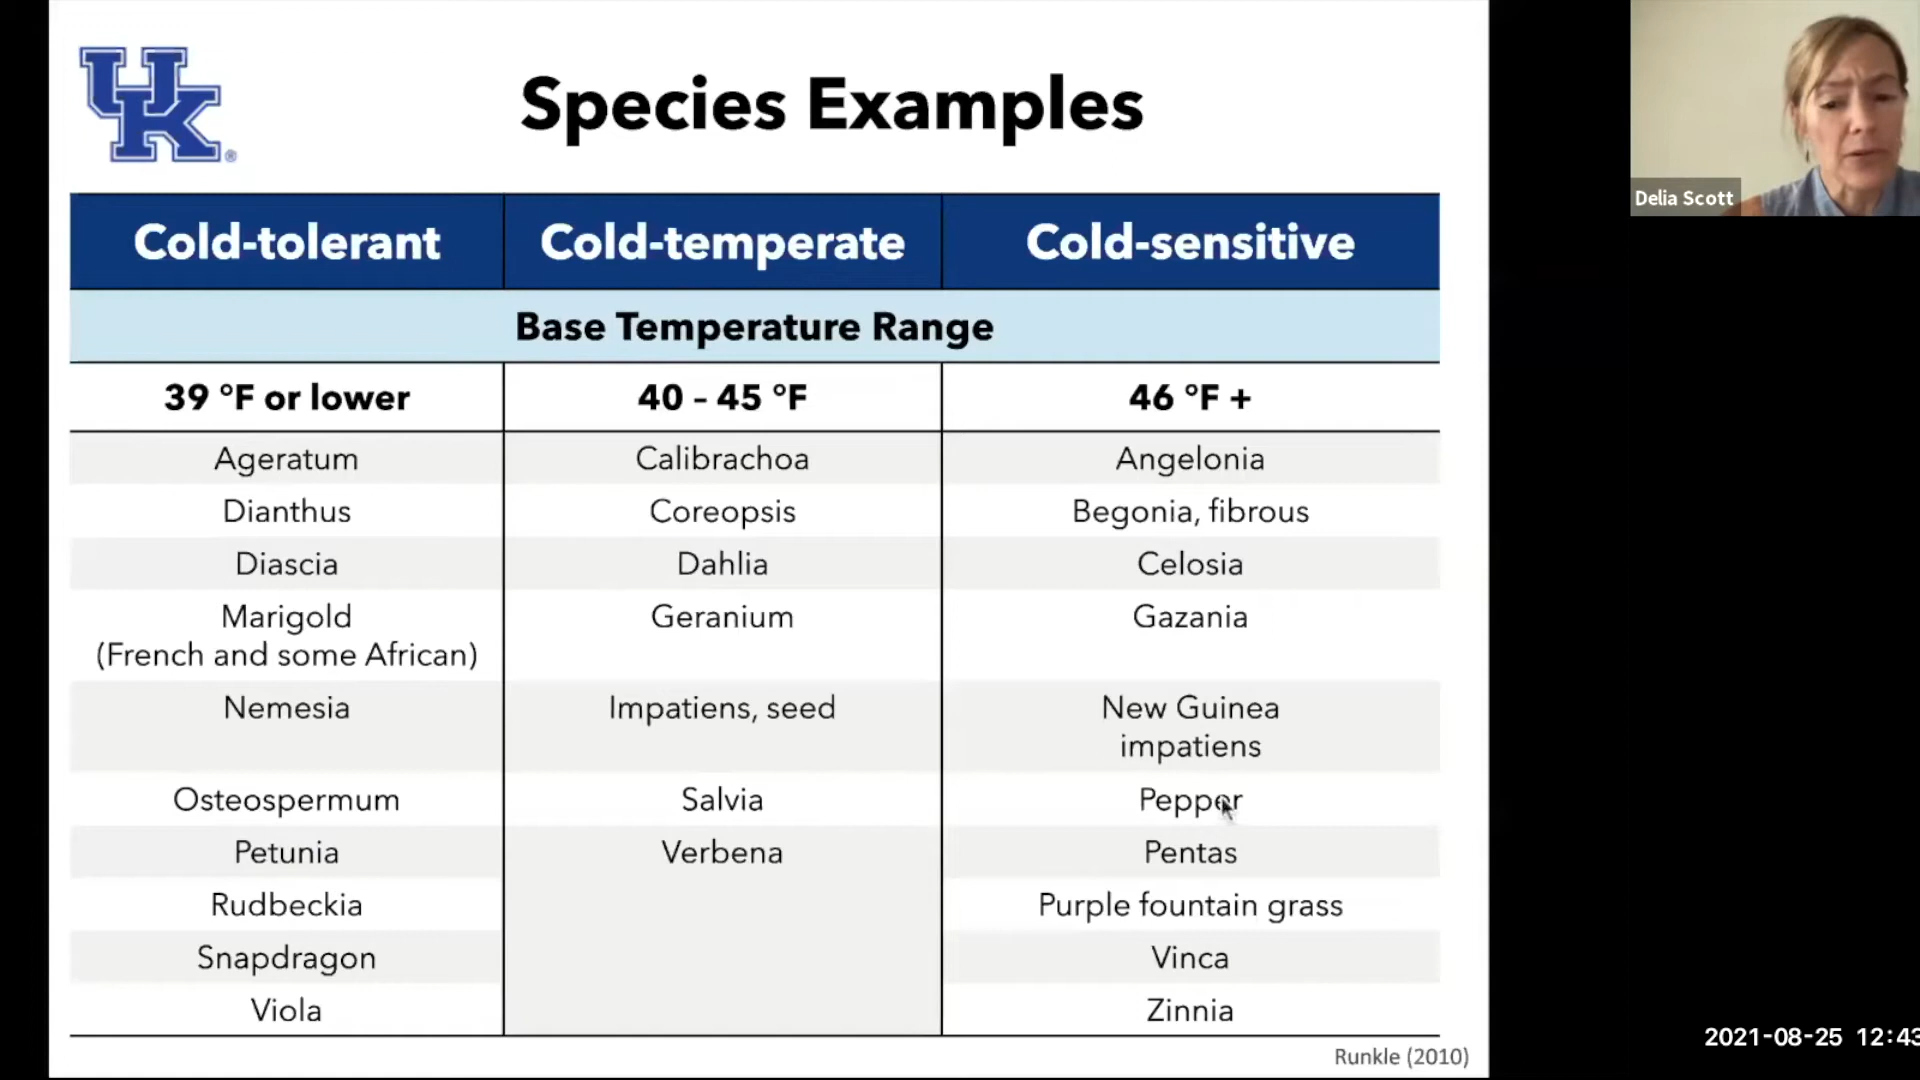 UK®
Species Examples
Delia Scott
Cold-tolerant Cold-temperate Cold-sensitive
Base Temperature Range
39 °F or lower 40 - 45 °F 46 °F +
Ageratum Calibrachoa Angelonia
Dianthus Coreopsis Begonia, fibrous
Diascia Dahlia Celosia
Marigold Geranium Gazania
(French and some African)
Nemesia Impatiens, seed New Guinea
impatiens
Osteospermum Salvia Pepper
Petunia Verbena Pentas
Rudbeckia Purple fountain grass
Snapdragon Vinca
Viola Zinnia
Runkle (2010)
2021-08-25 12:43